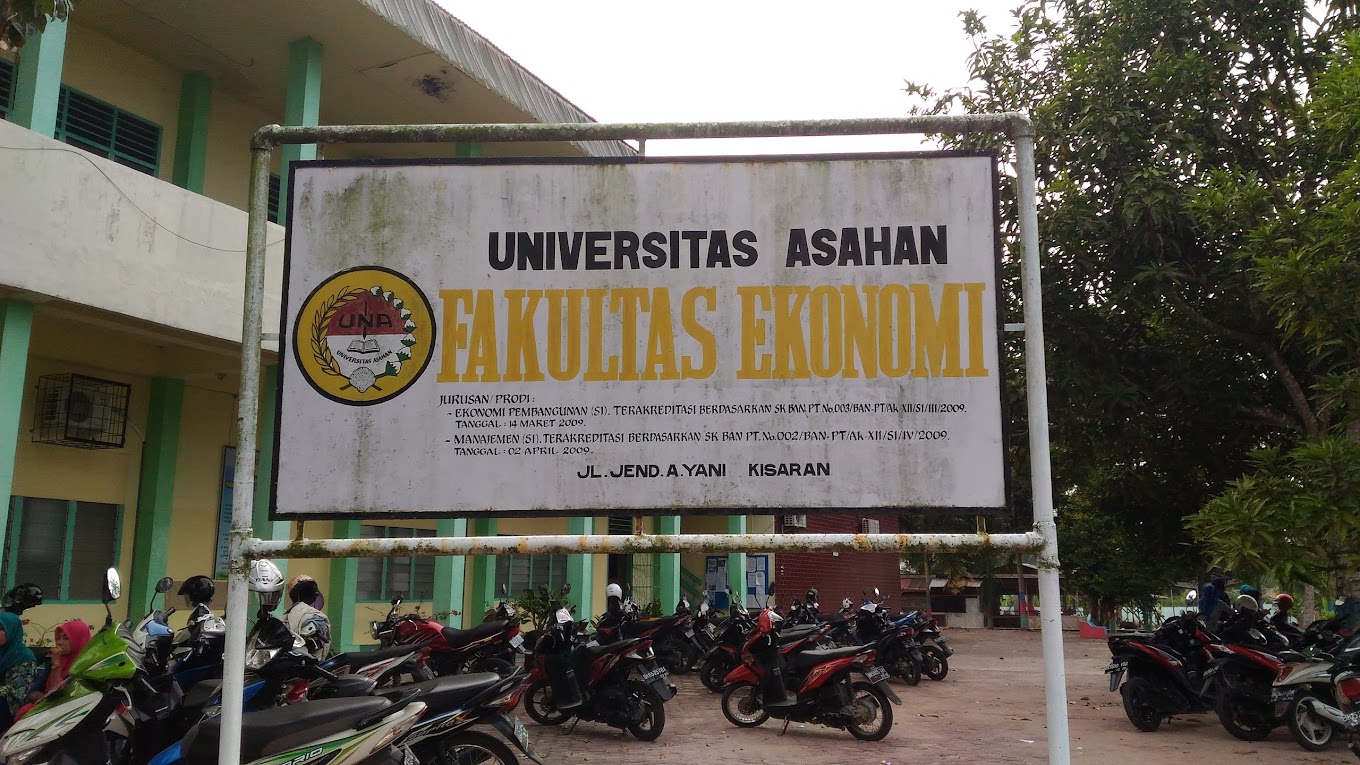 UNIVERSITAS ASAHAN
FAKULTAS EKONOMI
UNA
UNIVERSITAS ASAHAN
JURUSAN/PRODI :
- EKONOMI PEMBANGUNAN (S1). TERAKREDITASI BERDASARKAN SK BAN PT No.003/BAN-PT/Ak-XII/S1/III/2009.
TANGGAL : 14 MARET 2009.
- MANAJEMEN (S1). TERAKREDITASI BERDASARKAN SK BAN PT. No.002/BAN-PT/Ak-XII/S1/IV/2009.
TANGGAL : 02 APRIL 2009.
JL.JEND.A.YANI KISARAN